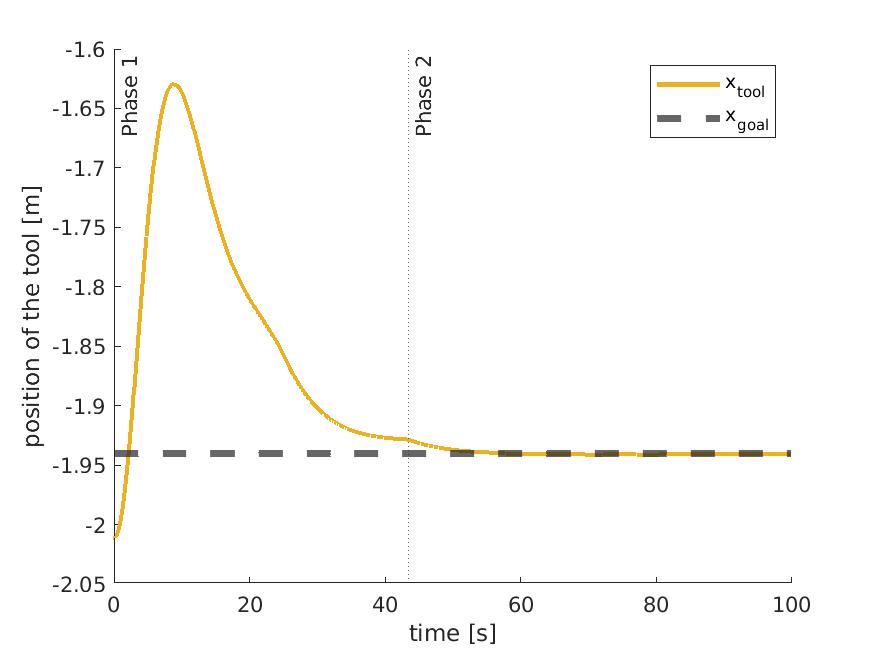 -1.6
-1.65
-1.7
-1.75
-1.8
-1.85
-1.9
-1.95
-2
-2.05
position of the tool [m]
Phase 1
Phase 2
x_tool
x_goal
0 20 40 60 80 100
time [s]